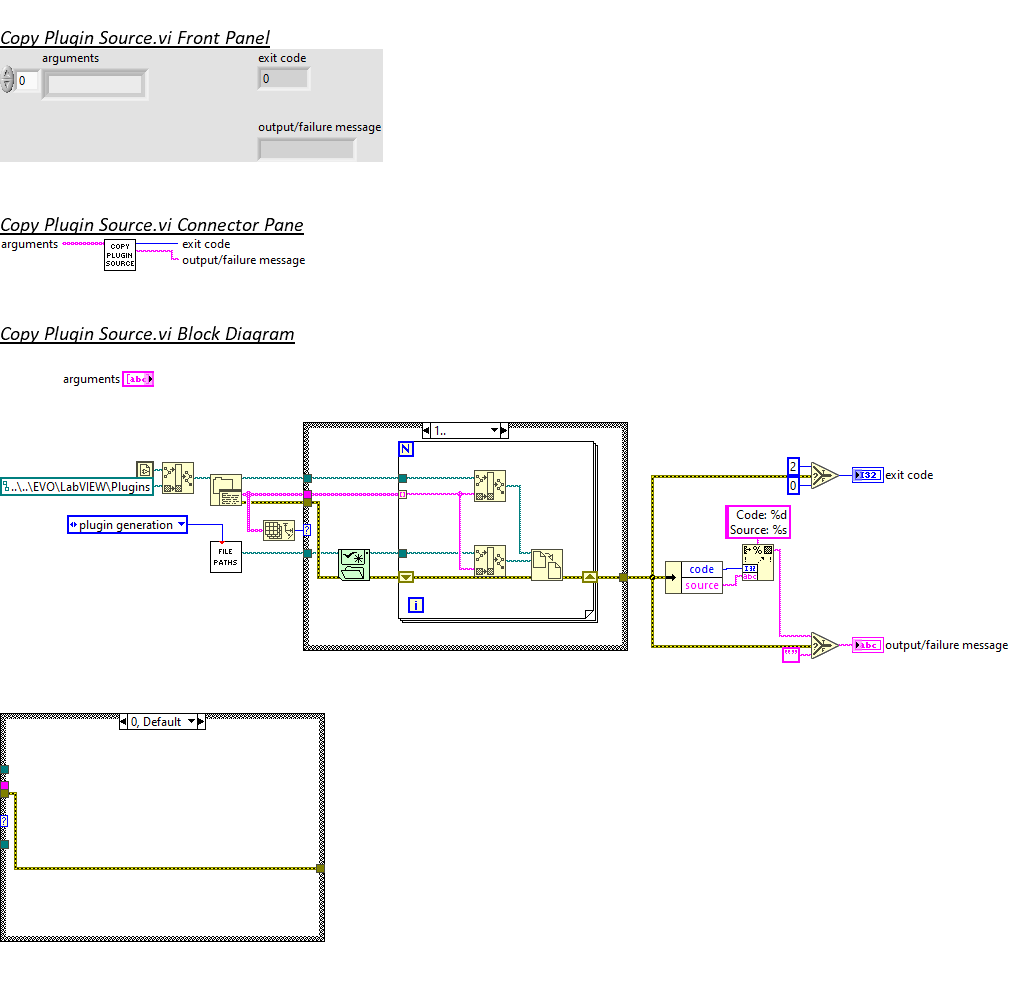 Copy Plugin Source.vi Front Panel
arguments
exit code
0
0
output/failure message
Copy Plugin Source.vi Connector Pane
arguments
COPY
PLUGIN
SOURCE
exit code
output/failure message
Copy Plugin Source.vi Block Diagram
arguments
[abc]
1..
N
..\..\EVO\LabVIEW\Plugins
plugin generation
?
FILE
PATHS
i
2
0
I32
exit code
Code: %d
Source: %s
code
source
%
I32
abc
T
?
F
""
abc
output/failure message
0, Default
?